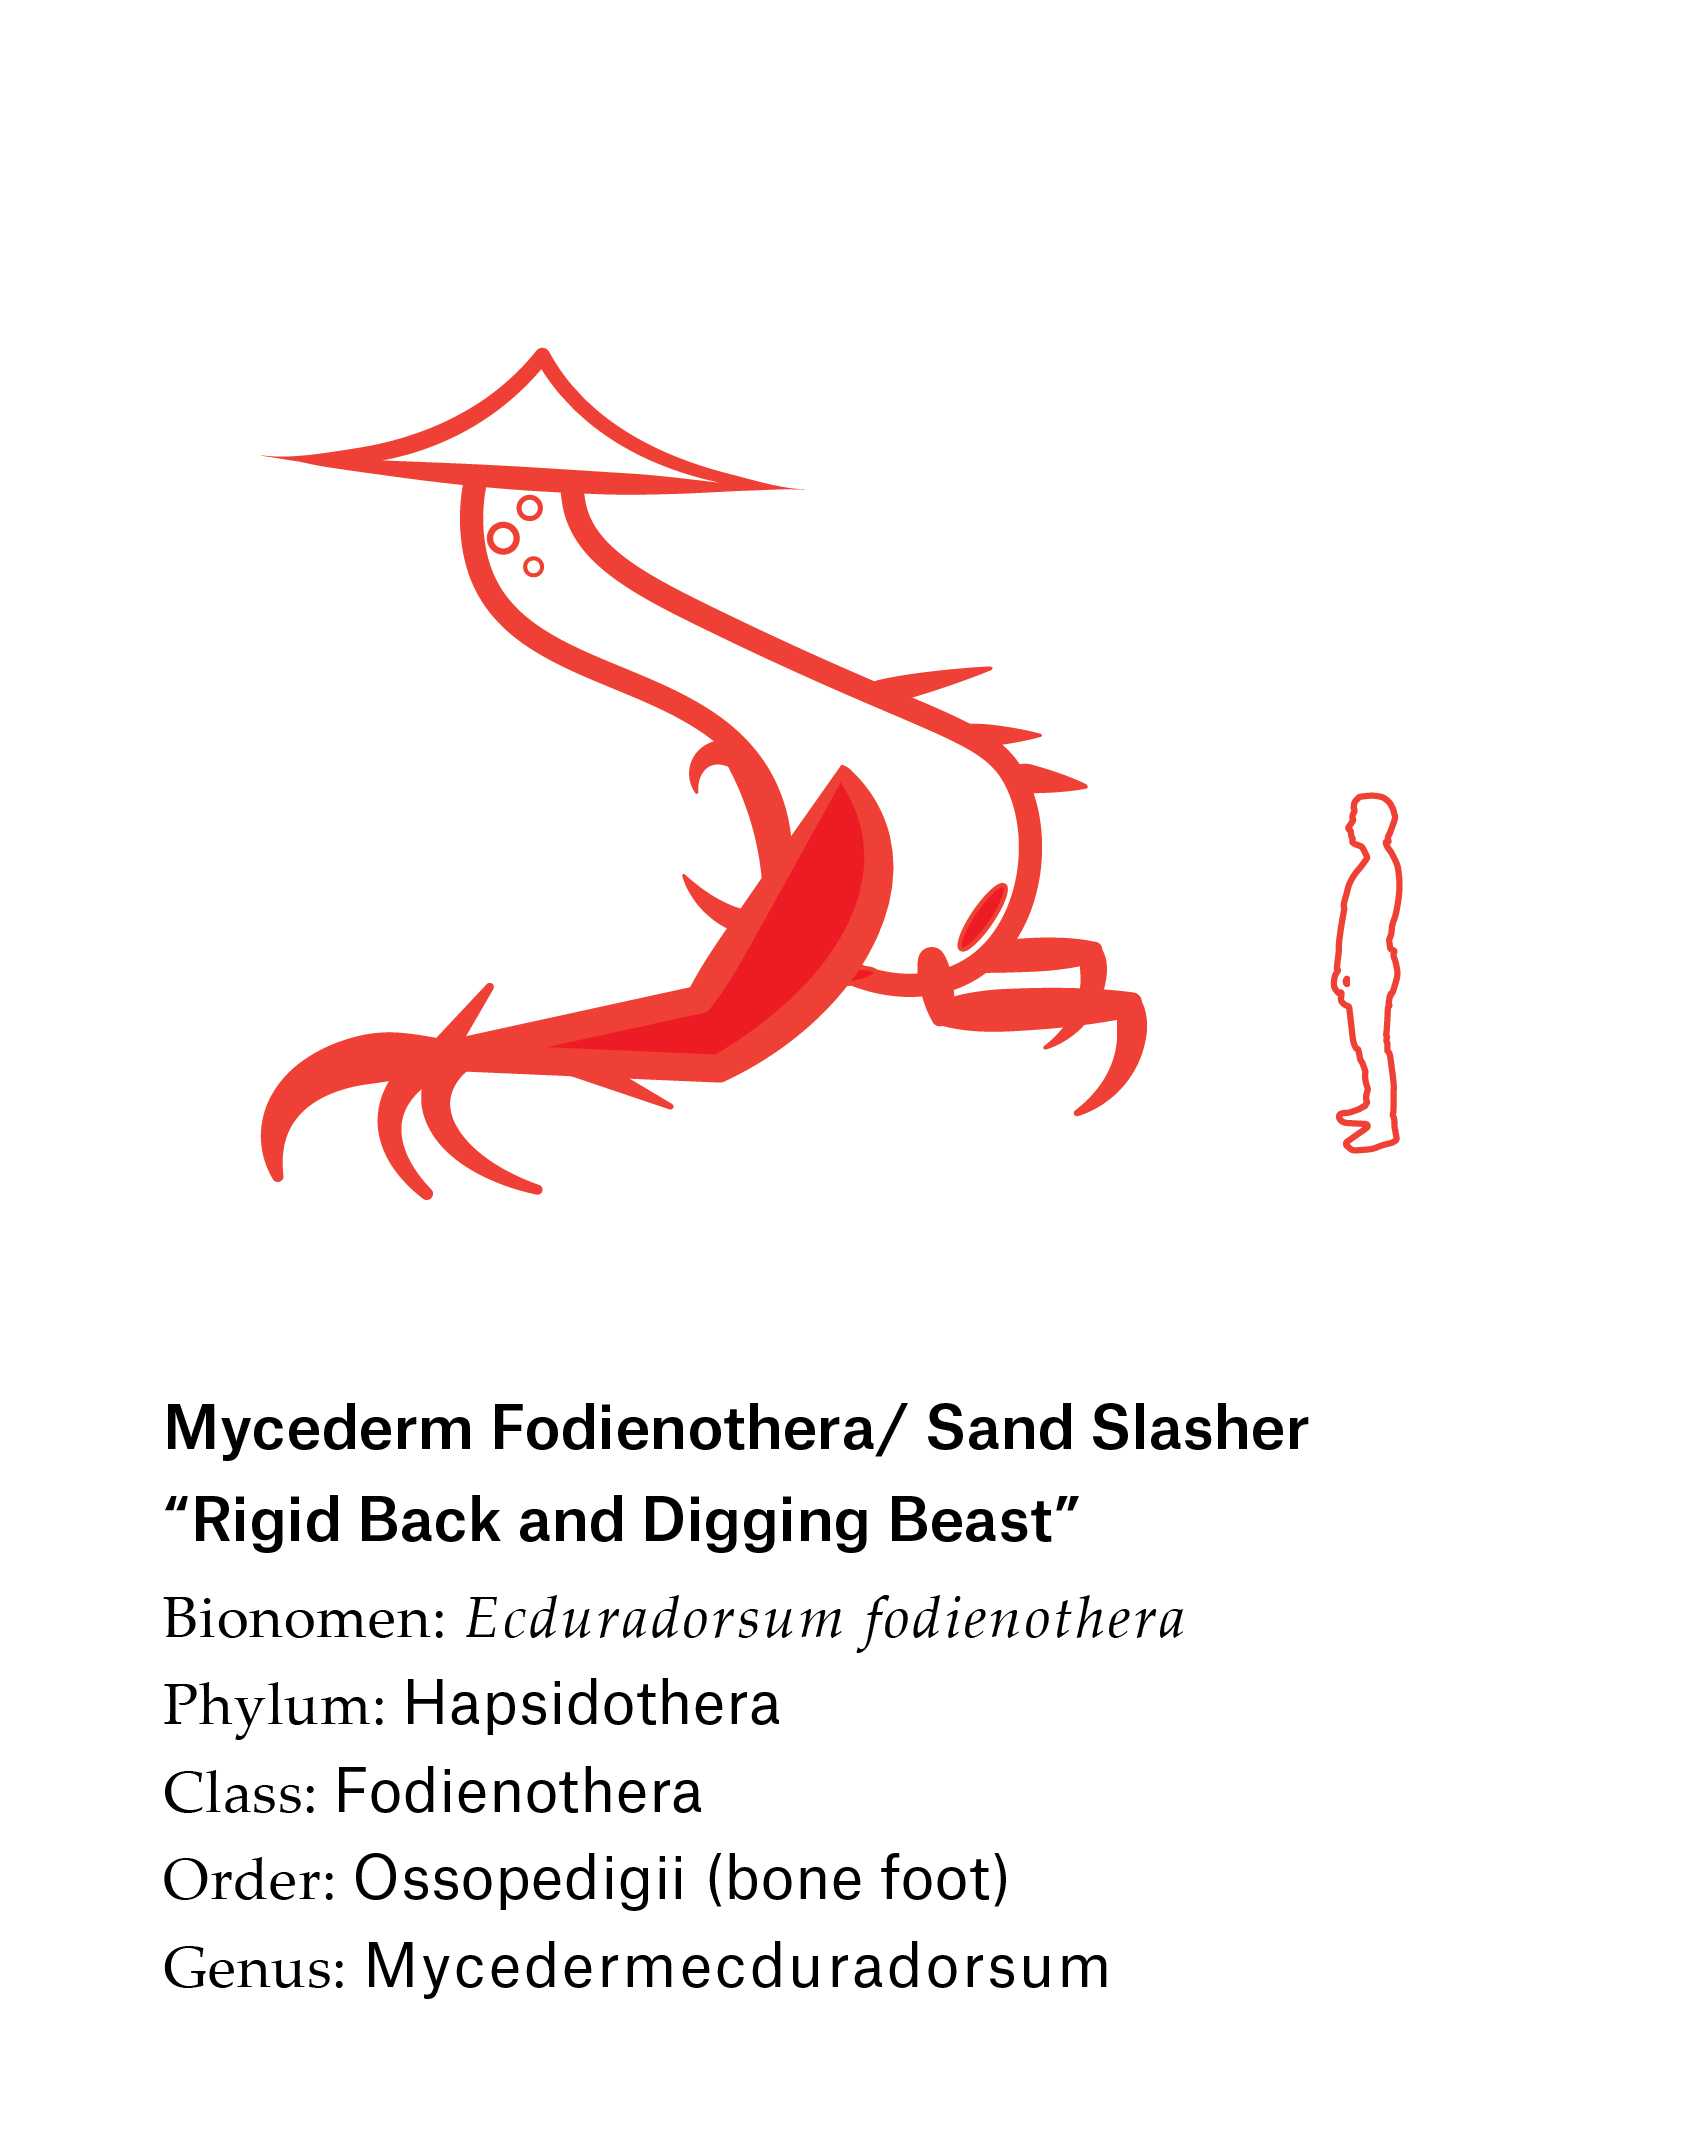 Mycederm Fodienothera/ Sand Slasher
“Rigid Back and Digging Beast”
Bionomen: Ecduradorsum fodienothera
Phylum: Hapsidothera
Class: Fodienothera
Order: Ossopedigii (bone foot)
Genus: Mycedermecduradorsum